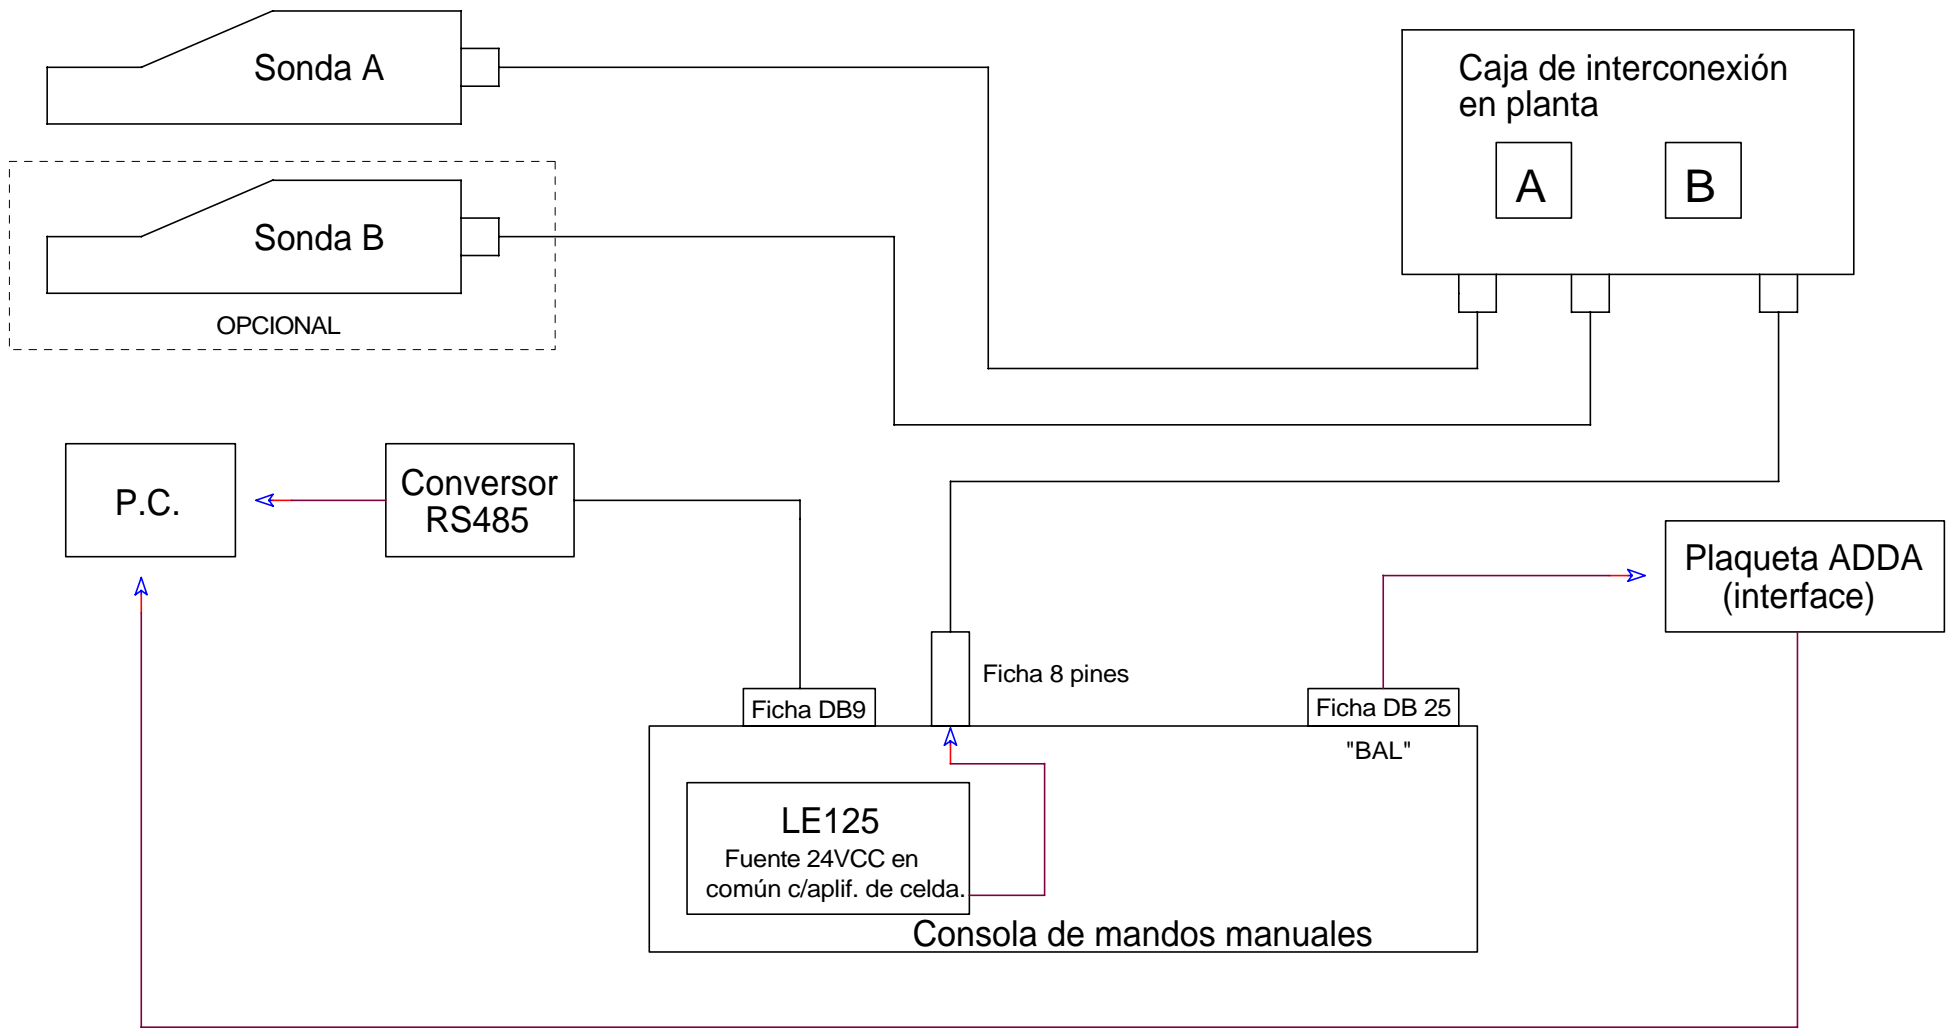 Sonda A
Caja de interconexión
en planta
A
B
Sonda B
OPCIONAL
P.C.
Conversor
RS485
Plaqueta ADDA
(interface)
Ficha 8 pines
Ficha DB9
Ficha DB 25
"BAL"
LE125
Fuente 24VCC en
común c/aplif. de celda.
Consola de mandos manuales